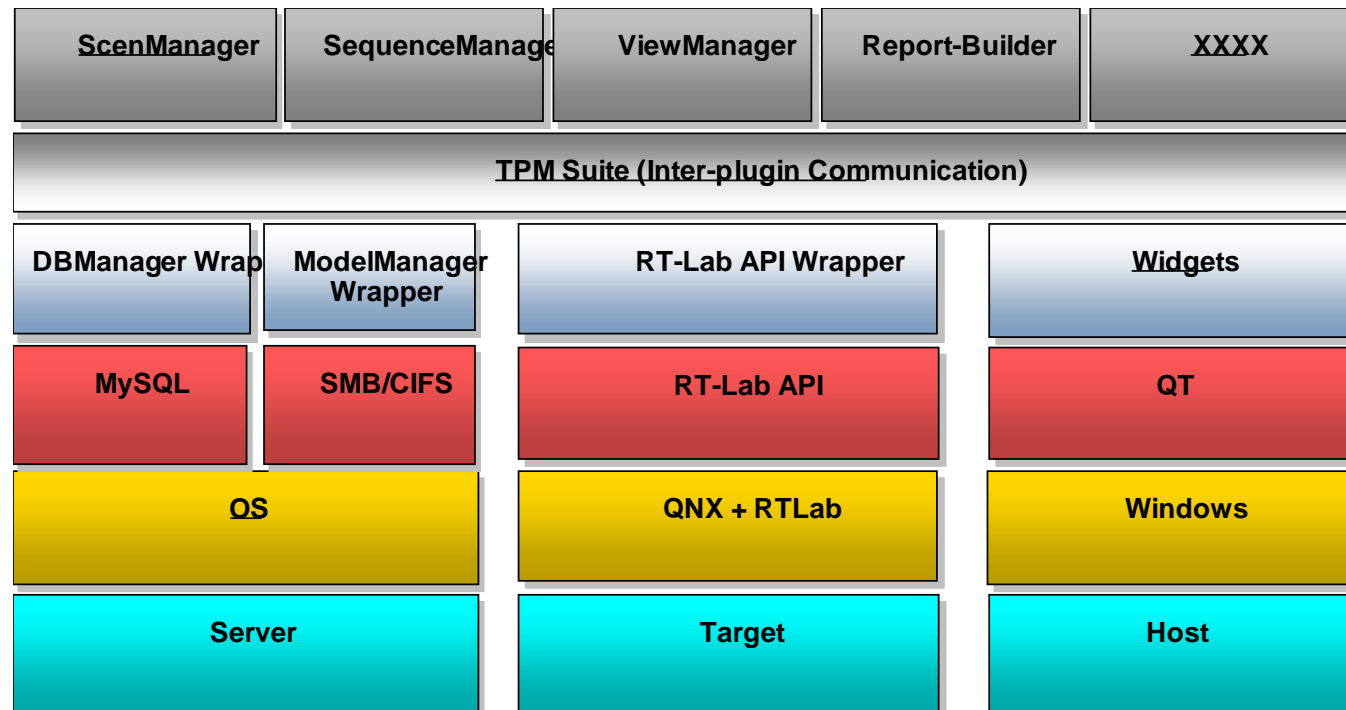 ScenManager
SequenceManage
ViewManager
Report-Builder
XXXX
TPM Suite (Inter-plugin Communication)
DBManager Wrap
ModelManager
Wrapper
RT-Lab API Wrapper
Widgets
MySQL
SMB/CIFS
RT-Lab API
QT
OS
QNX + RTLab
Windows
Server
Target
Host